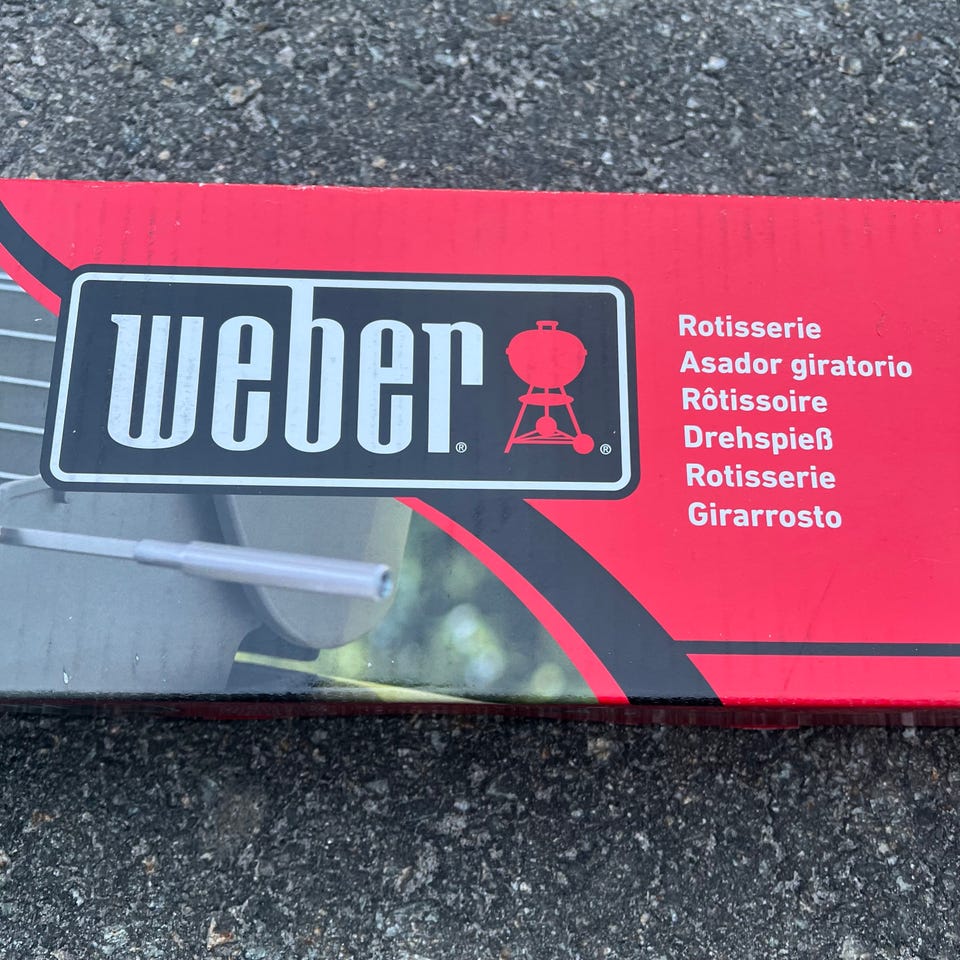 weber® ®
Rotisserie
Asador giratorio
Rôtissoire
Drehspieß
Rotisserie
Girarrosto